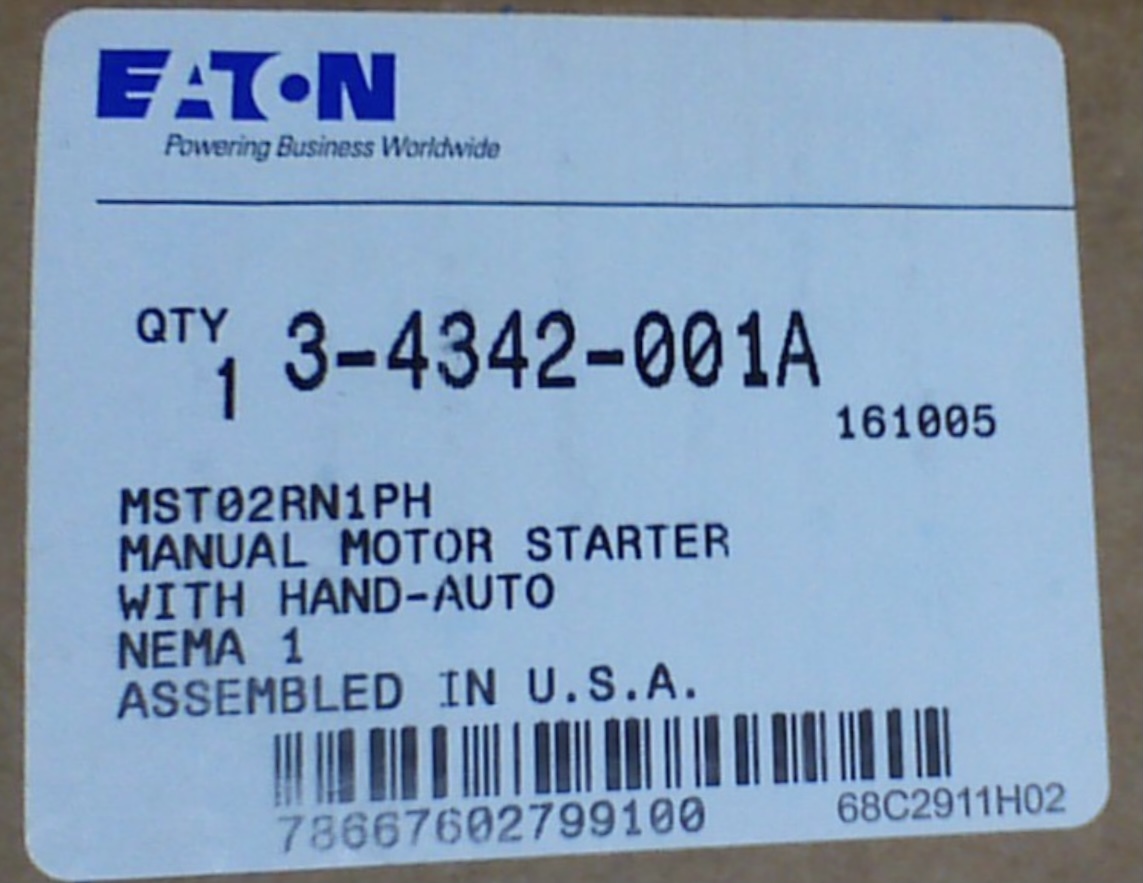 EATON
Powering Business Worldwide
QTY
1 3-4342-001A
161005
MST02RN1PH
MANUAL MOTOR STARTER
WITH HAND-AUTO
NEMA 1
ASSEMBLED IN U.S.A.
78667602799100
68C2911H02